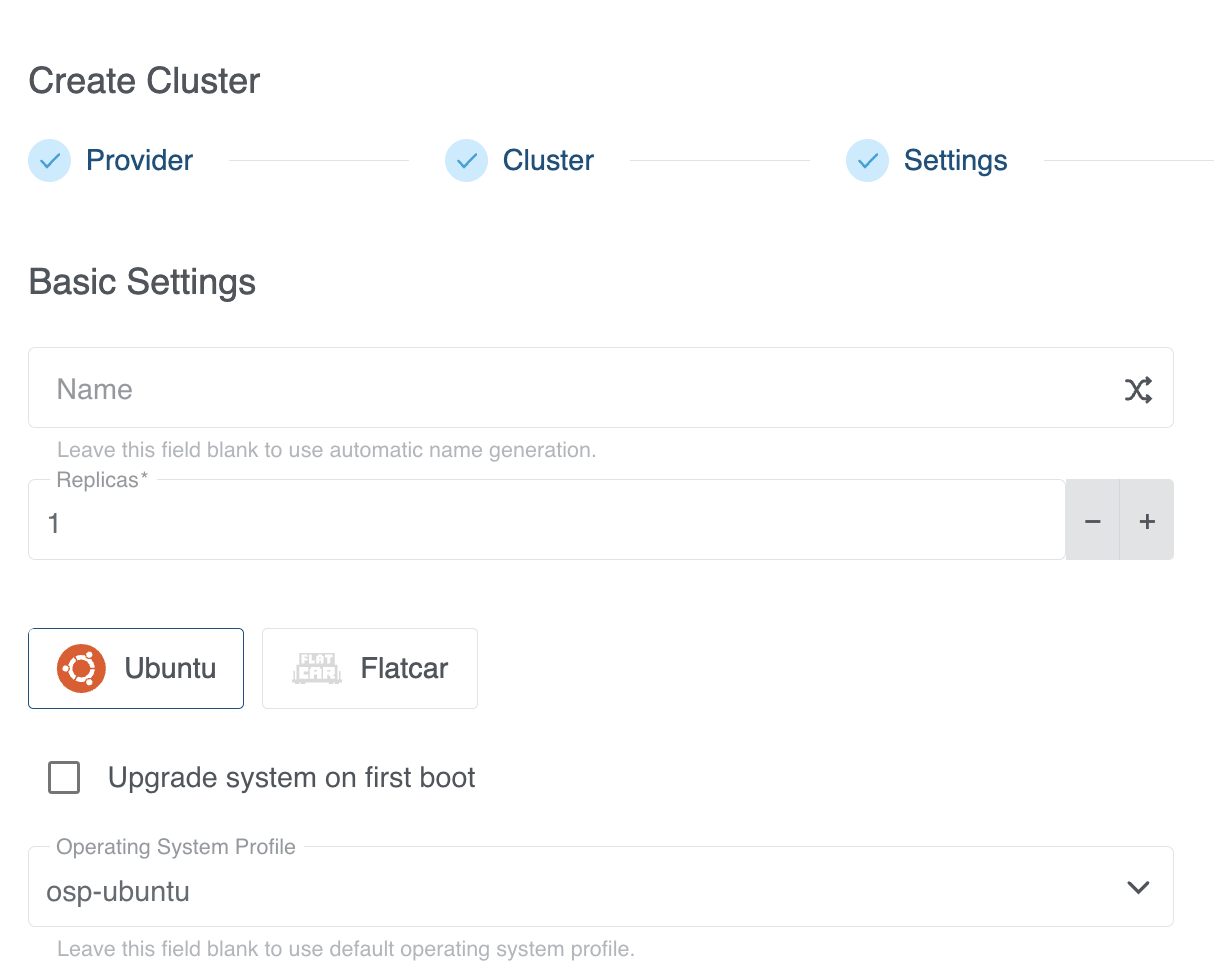 Create Cluster
Provider Cluster Settings
Basic Settings
Name
Leave this field blank to use automatic name generation.
Replicas*
1
Ubuntu FLAT CAR Flatcar
Upgrade system on first boot
Operating System Profile
osp-ubuntu
Leave this field blank to use default operating system profile.